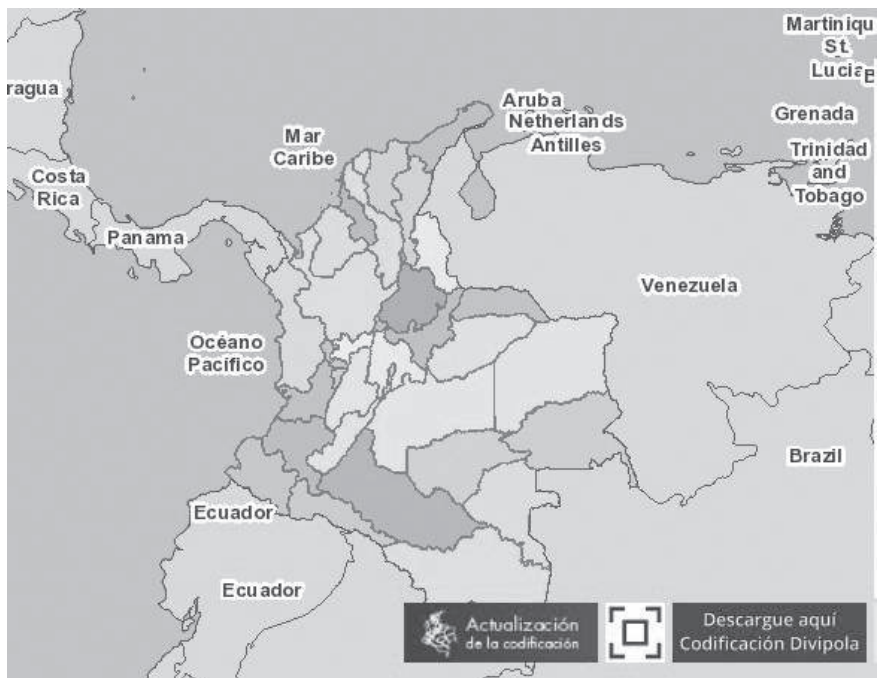 Martiniqu
St.
Lucia
B
ragua
Aruba
Netherlands
Antilles
Grenada
Mar
Caribe
Trinidad
and
Tobago
Costa
Rica
Panama
Venezuela
Océano
Pacífico
Brazil
Ecuador
Ecuador
Actualización
de la codificación
Descargue aquí
Codificación Divipola